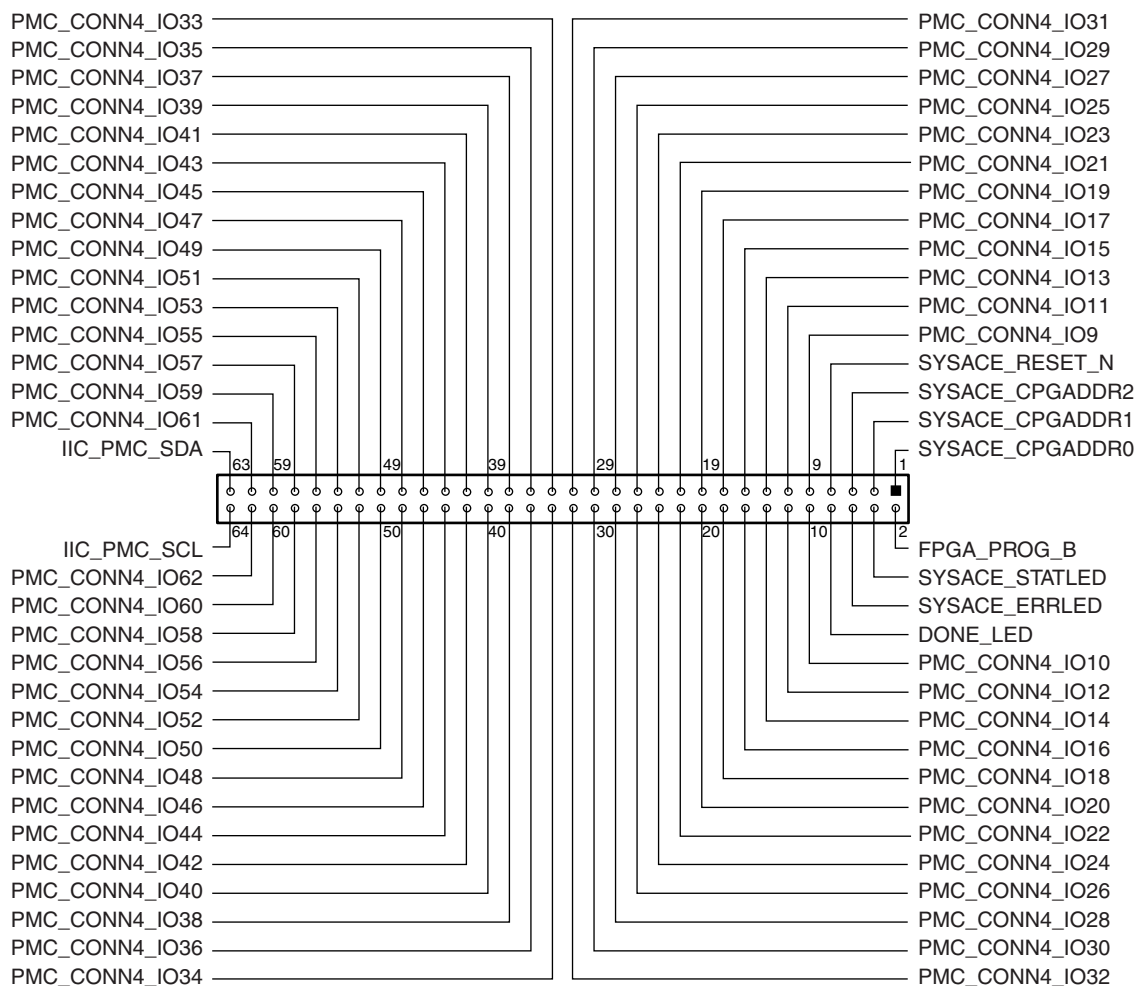 PMC_CONN4_IO33 PMC_CONN4_IO31
PMC_CONN4_IO35 PMC_CONN4_IO29
PMC_CONN4_IO37 PMC_CONN4_IO27
PMC_CONN4_IO39 PMC_CONN4_IO25
PMC_CONN4_IO41 PMC_CONN4_IO23
PMC_CONN4_IO43 PMC_CONN4_IO21
PMC_CONN4_IO45 PMC_CONN4_IO19
PMC_CONN4_IO47 PMC_CONN4_IO17
PMC_CONN4_IO49 PMC_CONN4_IO15
PMC_CONN4_IO51 PMC_CONN4_IO13
PMC_CONN4_IO53 PMC_CONN4_IO11
PMC_CONN4_IO55 PMC_CONN4_IO9
PMC_CONN4_IO57 SYSACE_RESET_N
PMC_CONN4_IO59 SYSACE_CPGADDR2
PMC_CONN4_IO61 SYSACE_CPGADDR1
IIC_PMC_SDA SYSACE_CPGADDR0
63 59 49 39 29 19 9 1
64 60 50 40 30 20 10 2
IIC_PMC_SCL FPGA_PROG_B
PMC_CONN4_IO62 SYSACE_STATLED
PMC_CONN4_IO60 SYSACE_ERRLED
PMC_CONN4_IO58 DONE_LED
PMC_CONN4_IO56 PMC_CONN4_IO10
PMC_CONN4_IO54 PMC_CONN4_IO12
PMC_CONN4_IO52 PMC_CONN4_IO14
PMC_CONN4_IO50 PMC_CONN4_IO16
PMC_CONN4_IO48 PMC_CONN4_IO18
PMC_CONN4_IO46 PMC_CONN4_IO20
PMC_CONN4_IO44 PMC_CONN4_IO22
PMC_CONN4_IO42 PMC_CONN4_IO24
PMC_CONN4_IO40 PMC_CONN4_IO26
PMC_CONN4_IO38 PMC_CONN4_IO28
PMC_CONN4_IO36 PMC_CONN4_IO30
PMC_CONN4_IO34 PMC_CONN4_IO32